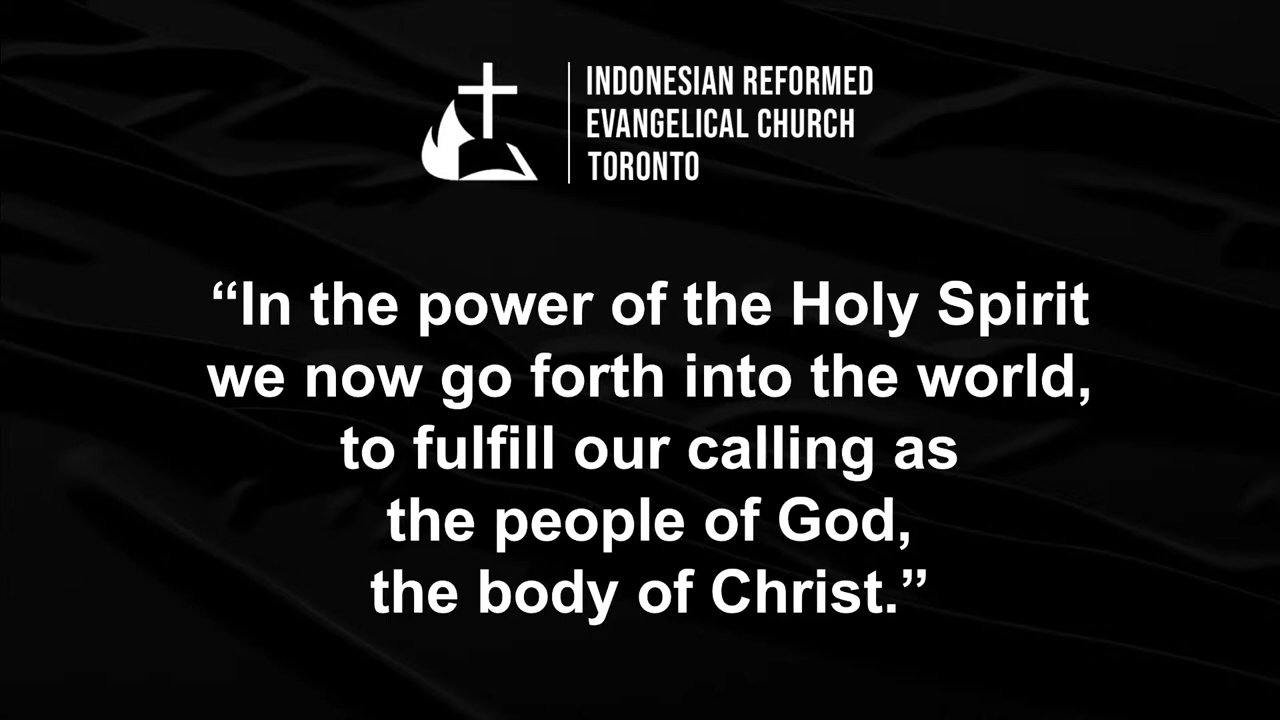 INDONESIAN REFORMED
EVANGELICAL CHURCH
TORONTO
“In the power of the Holy Spirit
we now go forth into the world,
to fulfill our calling as
the people of God,
the body of Christ.”